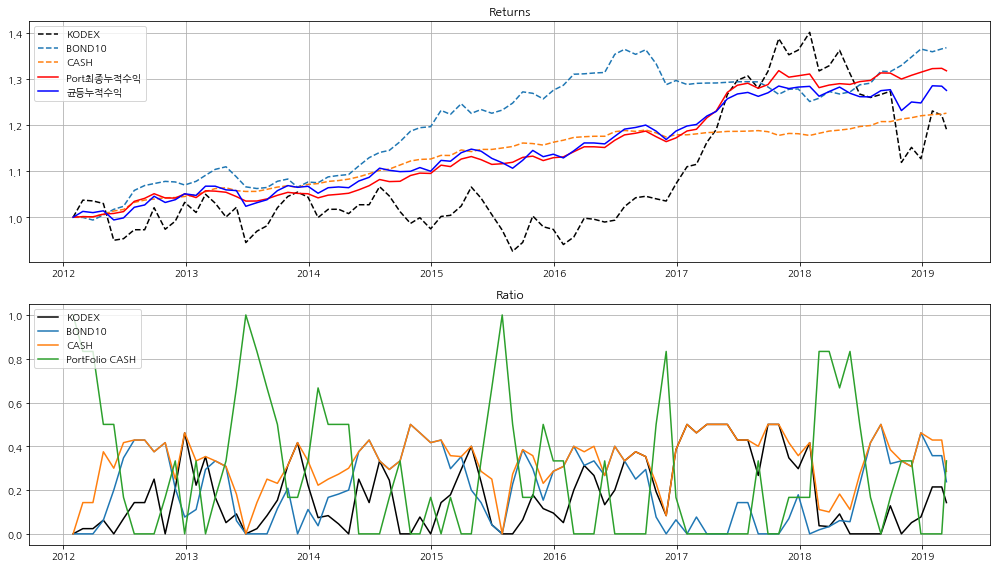 Returns
KODEX
BOND10
CASH
Port최종누적수익
균등누적수익
1,4
1,3
1,2
1,1
1,0
2012 2013 2014 2015 2016 2017 2018 2019
Ratio
KODEX
BOND10
CASH
PortFolio CASH
1,0
0,8
0,6
0,4
0,2
0,0
2012 2013 2014 2015 2016 2017 2018 2019